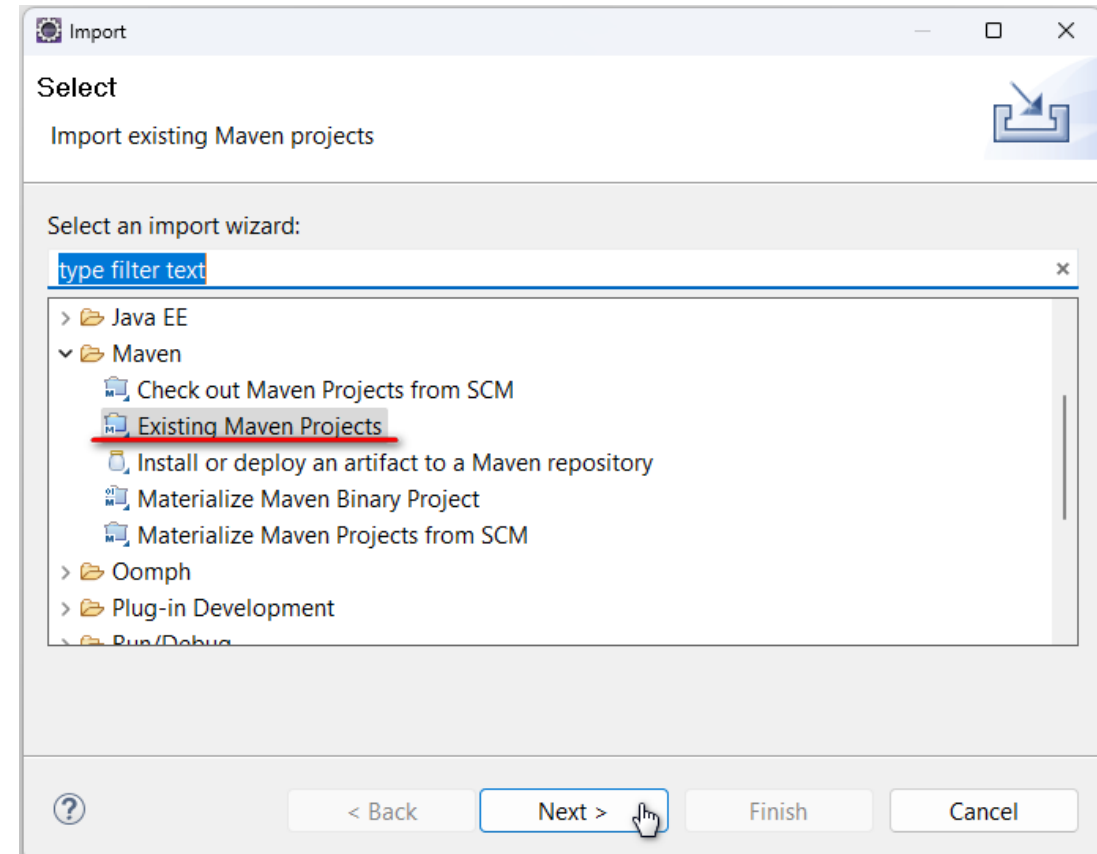 Import
Select
Import existing Maven projects
Select an import wizard:
type filter text
Java EE
Maven
Check out Maven Projects from SCM
Existing Maven Projects
Install or deploy an artifact to a Maven repository
Materialize Maven Binary Project
Materialize Maven Projects from SCM
Oomph
Plug-in Development
Run/Debug
? < Back Next > Finish Cancel